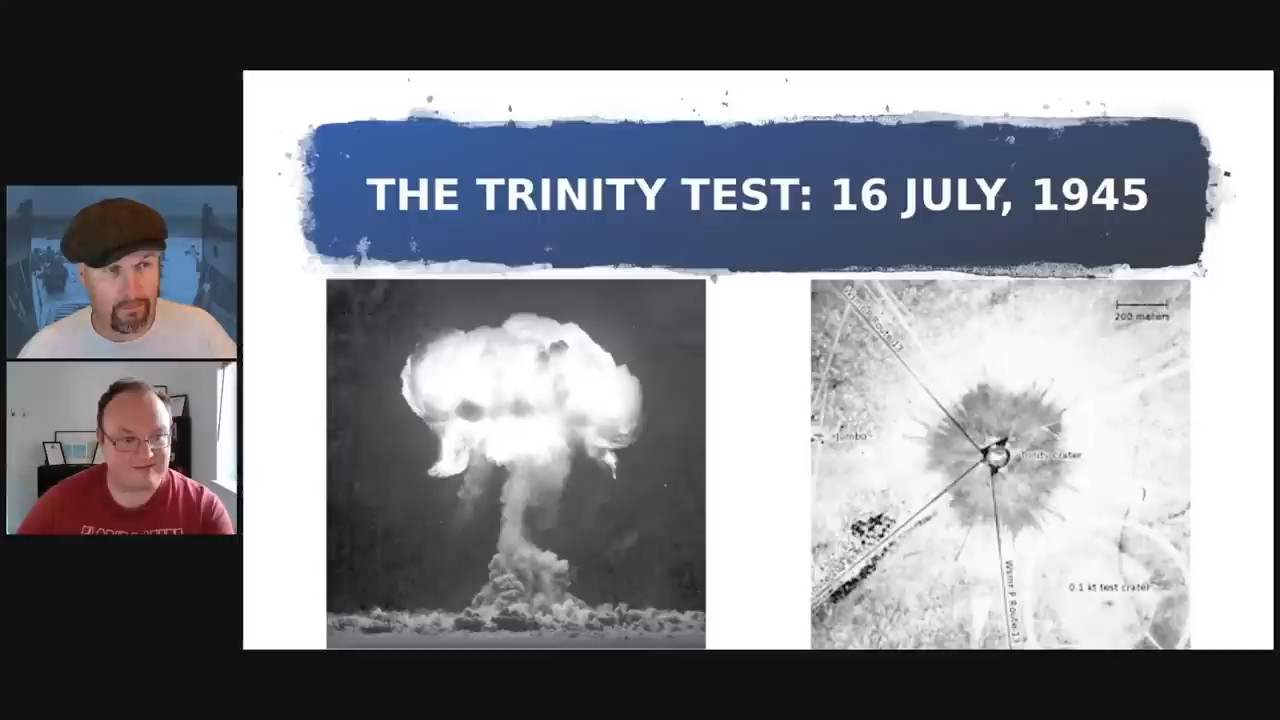 THE TRINITY TEST: 16 JULY, 1945
200 meters
Jumbo
Trinity crater
0.1 kt test crater